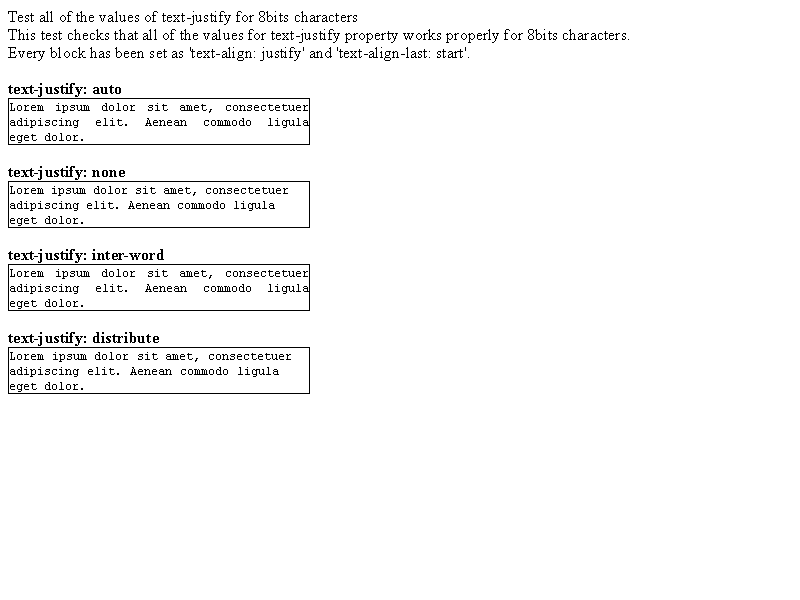 Test all of the values of text-justify for 8bits characters
This test checks that all of the values for text-justify property works properly for 8bits characters.
Every block has been set as 'text-align: justify' and 'text-align-last: start'.
text-justify: auto
Lorem ipsum dolor sit amet, consectetuer
adipiscing elit. Aenean commodo ligula
eget dolor.
text-justify: none
Lorem ipsum dolor sit amet, consectetuer
adipiscing elit. Aenean commodo ligula
eget dolor.
text-justify: inter-word
Lorem ipsum dolor sit amet, consectetuer
adipiscing elit. Aenean commodo ligula
eget dolor.
text-justify: distribute
Lorem ipsum dolor sit amet, consectetuer
adipiscing elit. Aenean commodo ligula
eget dolor.